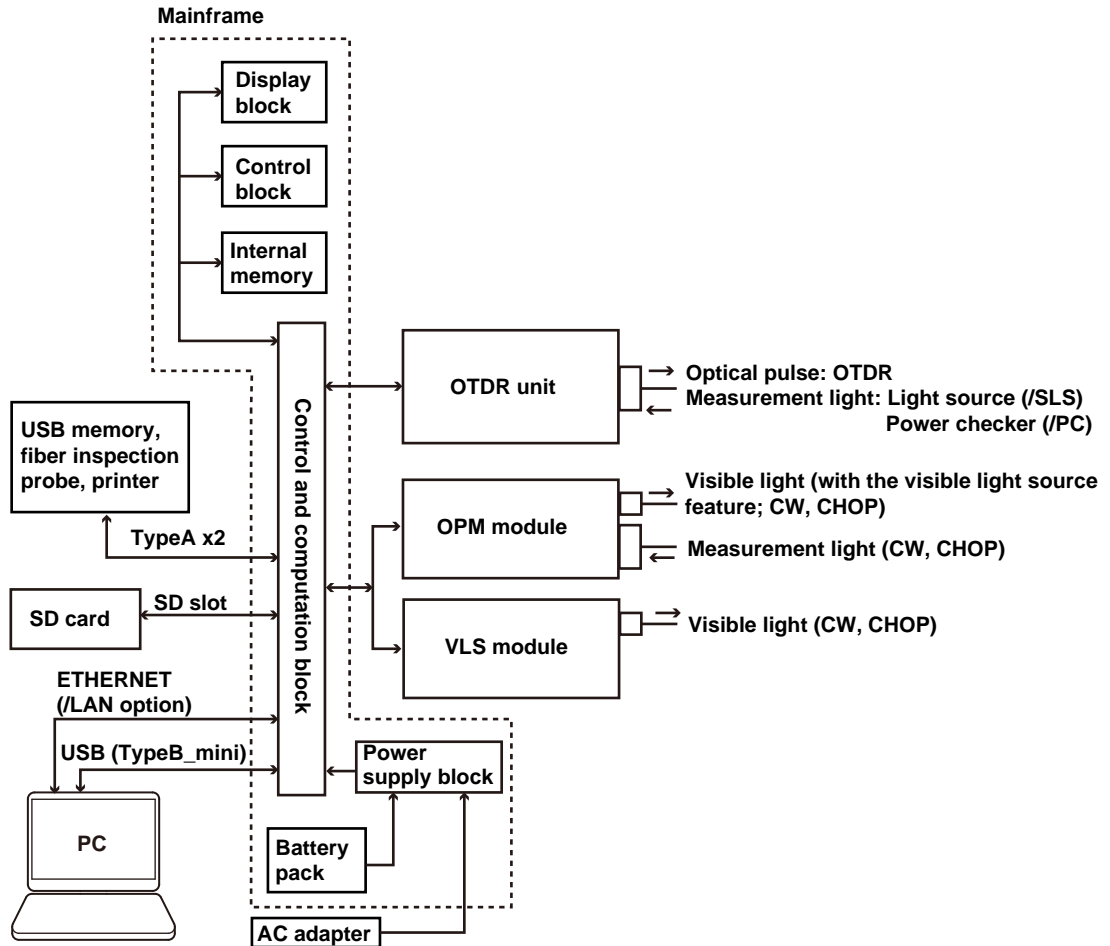 Mainframe
Display
block
Control
block
Internal
memory
Control and computation block
OTDR unit
Optical pulse: OTDR
Measurement light: Light source (/SLS)
Power checker (/PC)
USB memory,
fiber inspection
probe, printer
TypeA x2
OPM module
Visible light (with the visible light source
feature; CW, CHOP)
Measurement light (CW, CHOP)
SD card
SD slot
VLS module
Visible light (CW, CHOP)
ETHERNET
(/LAN option)
USB (TypeB_mini)
PC
Power
supply block
Battery
pack
AC adapter